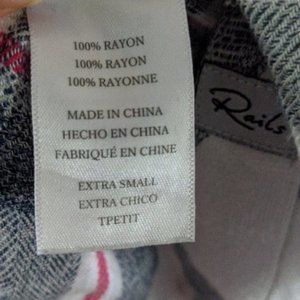 100% RAYON
100% RAYON
100% RAYONNE
MADE IN CHINA
HECHO EN CHINA
FABRIQUÉ EN CHINE
EXTRA SMALL
EXTRA CHICO
TPETIT
Rails